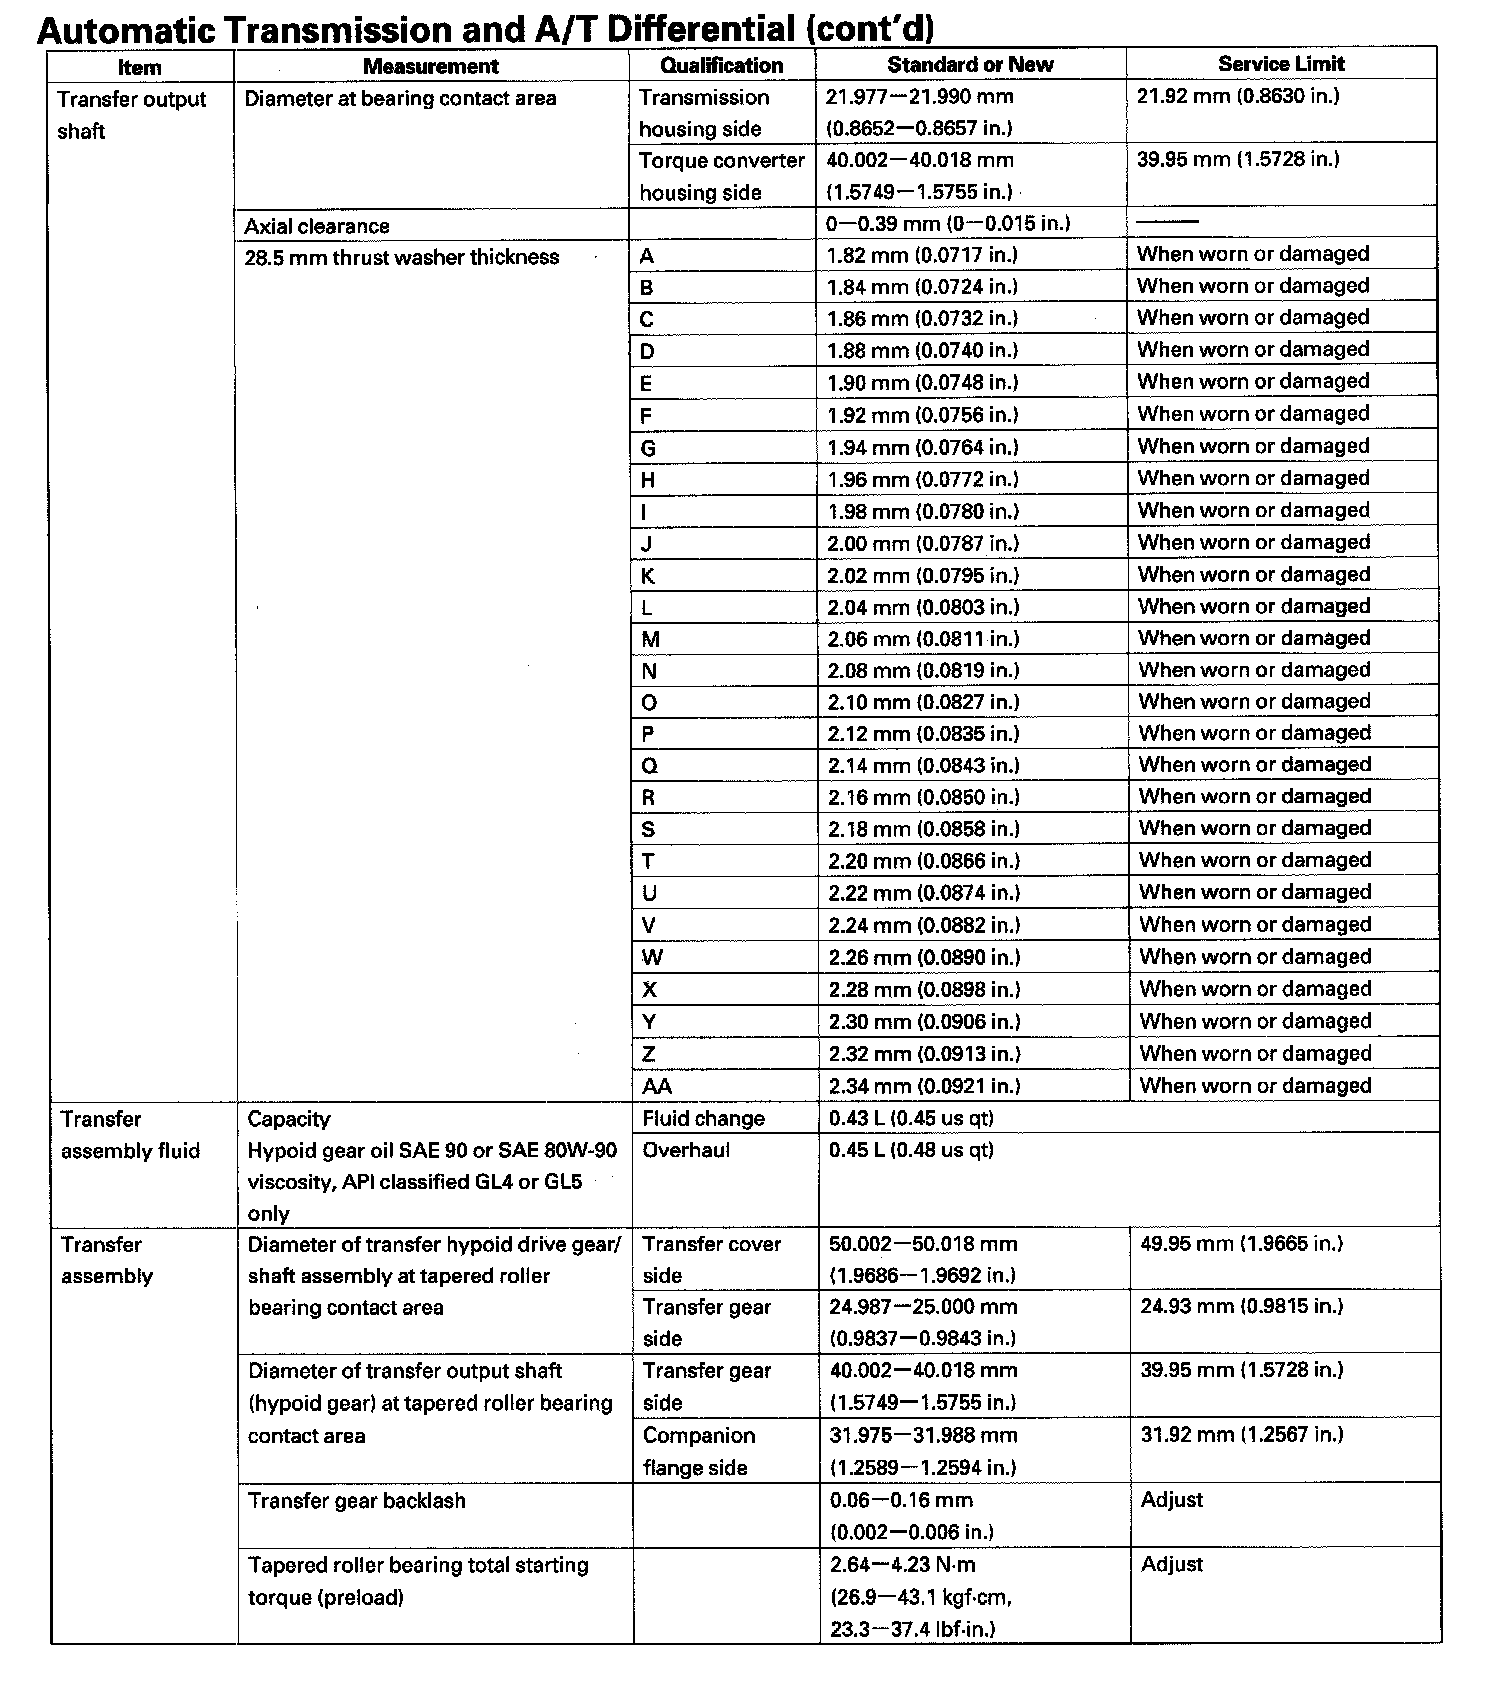 Automatic Transmission and A/T Differential (cont'd)
Item Measurement Qualification Standard or New Service Limit
Transfer output Diameter at bearing contact area Transmission 21.977—21.990 mm 21.92 mm (0.8630 in.)
shaft housing side (0.8652—0.8657 in.)
Torque converter 40.002—40.018 mm 39.95 mm (1.5728 in.)
housing side (1.5749—1.5755 in.)
Axial clearance 0—0.39 mm (0—0.015 in.) ———
28.5 mm thrust washer thickness A 1.82 mm (0.0717 in.) When worn or damaged
B 1.84 mm (0.0724 in.) When worn or damaged
C 1.86 mm (0.0732 in.) When worn or damaged
D 1.88 mm (0.0740 in.) When worn or damaged
E 1.90 mm (0.0748 in.) When worn or damaged
F 1.92 mm (0.0756 in.) When worn or damaged
G 1.94 mm (0.0764 in.) When worn or damaged
H 1.96 mm (0.0772 in.) When worn or damaged
I 1.98 mm (0.0780 in.) When worn or damaged
J 2.00 mm (0.0787 in.) When worn or damaged
K 2.02 mm (0.0795 in.) When worn or damaged
L 2.04 mm (0.0803 in.) When worn or damaged
M 2.06 mm (0.0811 in.) When worn or damaged
N 2.08 mm (0.0819 in.) When worn or damaged
O 2.10 mm (0.0827 in.) When worn or damaged
P 2.12 mm (0.0835 in.) When worn or damaged
Q 2.14 mm (0.0843 in.) When worn or damaged
R 2.16 mm (0.0850 in.) When worn or damaged
S 2.18 mm (0.0858 in.) When worn or damaged
T 2.20 mm (0.0866 in.) When worn or damaged
U 2.22 mm (0.0874 in.) When worn or damaged
V 2.24 mm (0.0882 in.) When worn or damaged
W 2.26 mm (0.0890 in.) When worn or damaged
X 2.28 mm (0.0898 in.) When worn or damaged
Y 2.30 mm (0.0906 in.) When worn or damaged
Z 2.32 mm (0.0913 in.) When worn or damaged
AA 2.34 mm (0.0921 in.) When worn or damaged
Transfer Capacity Fluid change 0.43 L (0.45 us qt)
assembly fluid Hypoid gear oil SAE 90 or SAE 80W-90 Overhaul 0.45 L (0.48 us qt)
viscosity, API classified GL4 or GL5
only
Transfer Diameter of transfer hypoid drive gear/ Transfer cover 50.002—50.018 mm 49.95 mm (1.9665 in.)
assembly shaft assembly at tapered roller side (1.9686—1.9692 in.)
bearing contact area Transfer gear 24.987—25.000 mm 24.93 mm (0.9815 in.)
side (0.9837—0.9843 in.)
Diameter of transfer output shaft Transfer gear 40.002—40.018 mm 39.95 mm (1.5728 in.)
(hypoid gear) at tapered roller bearing side (1.5749—1.5755 in.)
contact area Companion 31.975—31.988 mm 31.92 mm (1.2567 in.)
flange side (1.2589—1.2594 in.)
Transfer gear backlash 0.06—0.16 mm Adjust
(0.002—0.006 in.)
Tapered roller bearing total starting 2.64—4.23 N·m Adjust
torque (preload) (26.9—43.1 kgf·cm,
23.3—37.4 lbf·in.)